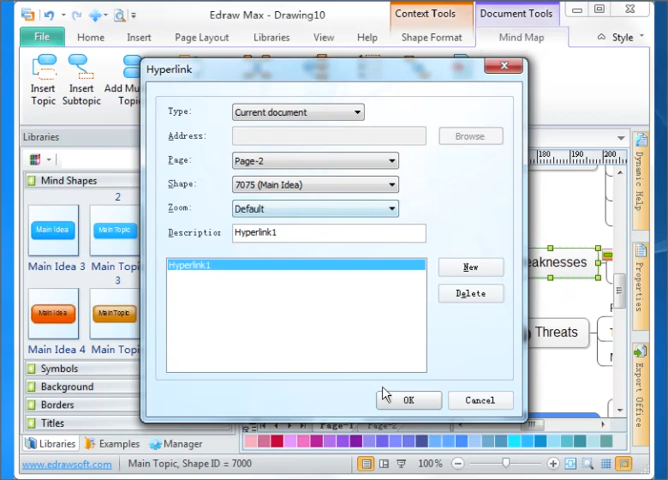 Edraw Max - Drawing10
Context Tools
Document Tools
File
Home
Insert
Page Layout
Libraries
View
Help
Shape Format
Mind Map
Style
Insert Topic
Insert Subtopic
Add Mu
Topi
Libraries
Mind Shapes
2
Main Idea
Main Topic
Main Idea 3
Main Topic
3
Main Idea
Main Topic
Main Idea 4
Main Topic
Symbols
Background
Borders
Titles
Libraries
Examples
Manager
www.edrawsoft.com
Main Topic, Shape ID = 7000
100%
Hyperlink
Type:
Current document
Address:
Browse
Page:
Page-2
Shape:
7075 (Main Idea)
Zoom:
Default
Description
Hyperlink1
Hyperlink1
New
Delete
OK
Cancel
180
190
200
eaknesses
Threats
Page-1
Page-2
Dynamic Help
Properties
Export Office